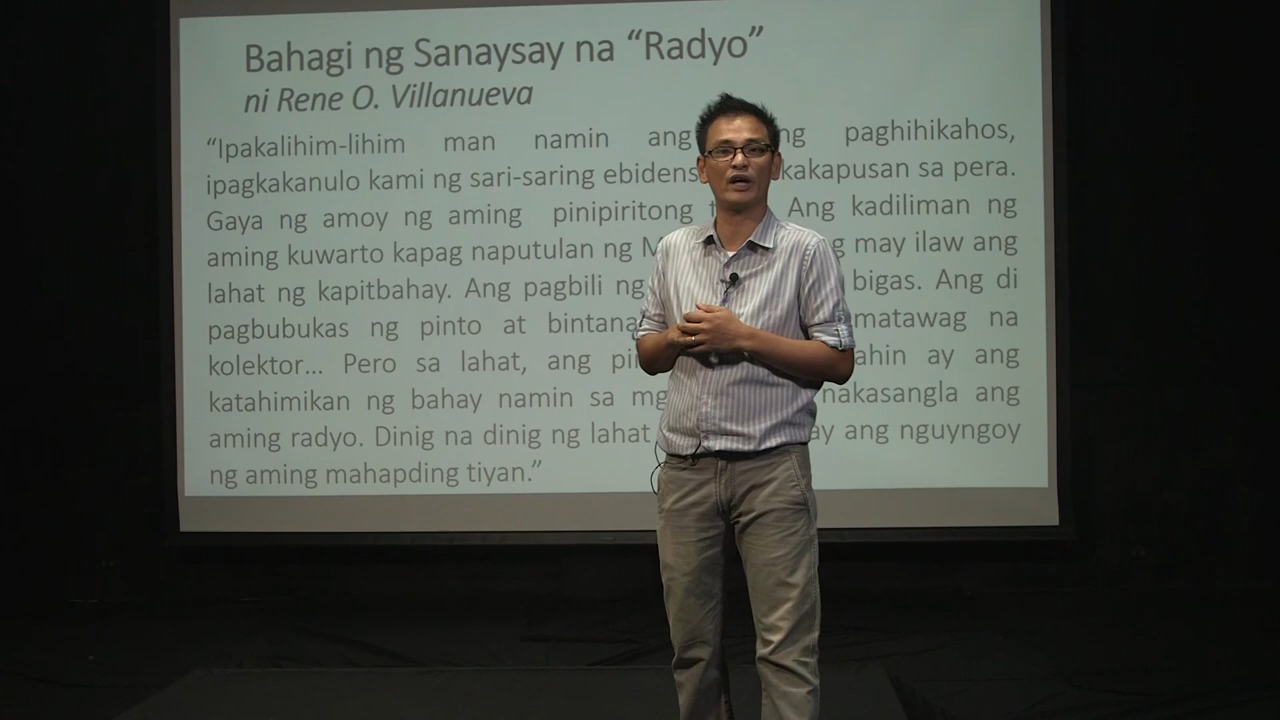 Bahagi ng Sanaysay na “Radyo”
ni Rene O. Villanueva
“Ipakalihim-lihim man namin ang paghihikahos,
ipagkakanulo kami ng sari-saring kakapusan sa pera.
Gaya ng amoy ng aming pinipiritong Ang kadiliman ng
aming kuwarto kapag naputulan ng may ilaw ang
lahat ng kapitbahay. Ang pagbili ng bigas. Ang di
pagbubukas ng pinto at bintana na
kolektor... Pero sa lahat, ang ay ang
katahimikan ng bahay namin sa nakasangla ang
aming radyo. Dinig na dinig ng lahat ang nguyngoy
ng aming mahapding tiyan.”